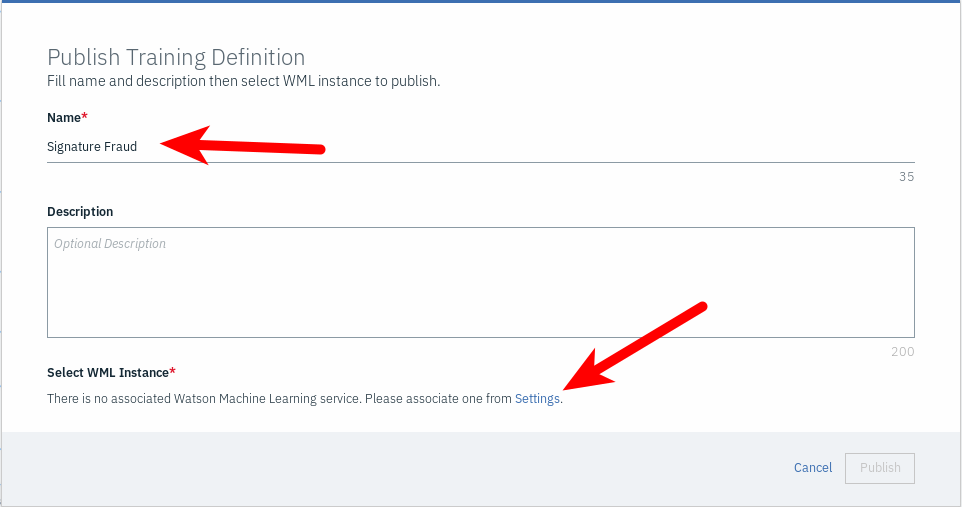 Publish Training Definition
Fill name and description then select WML instance to publish.
Name*
Signature Fraud
35
Description
Optional Description
200
Select WML Instance*
There is no associated Watson Machine Learning service. Please associate one from Settings.
Cancel Publish